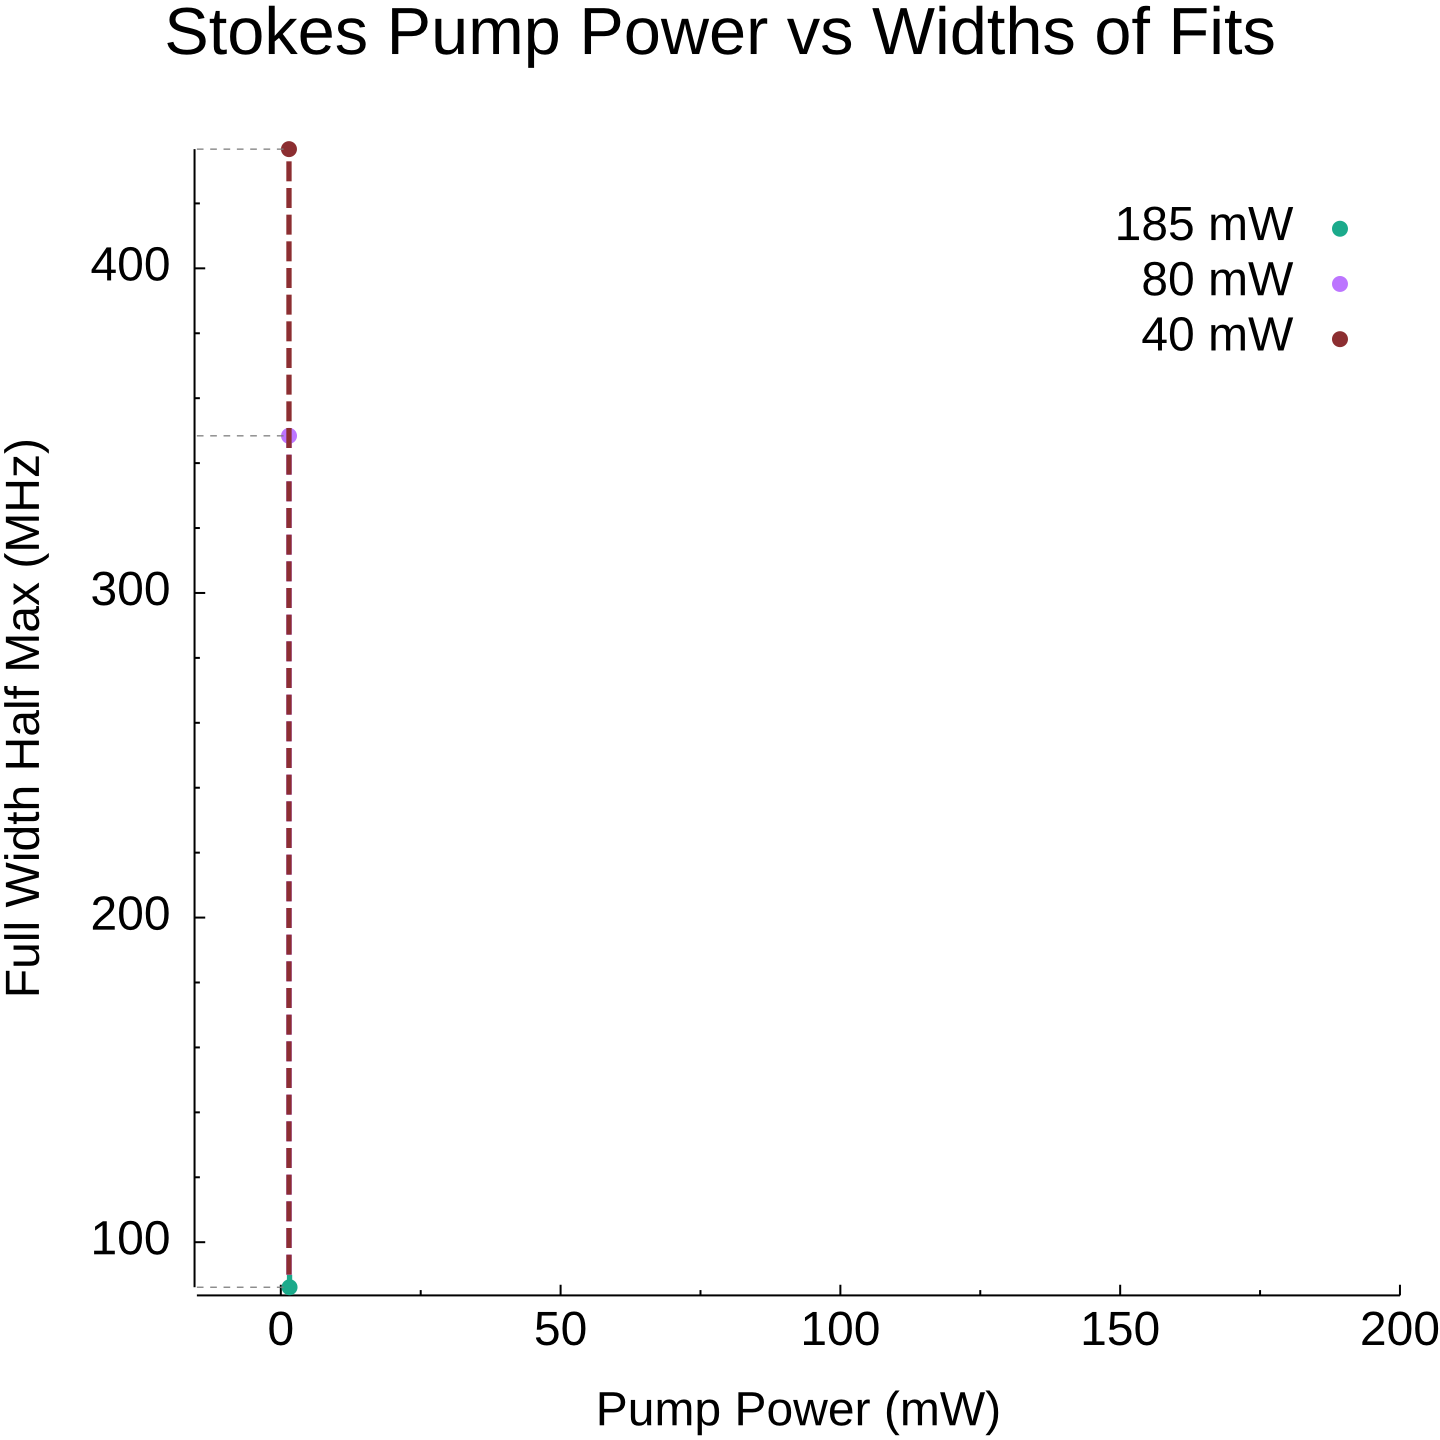 Stokes Pump Power vs Widths of Fits
185 mW
80 mW
40 mW
400
300
200
100
Full Width Half Max (MHz)
0 50 100 150 200
Pump Power (mW)